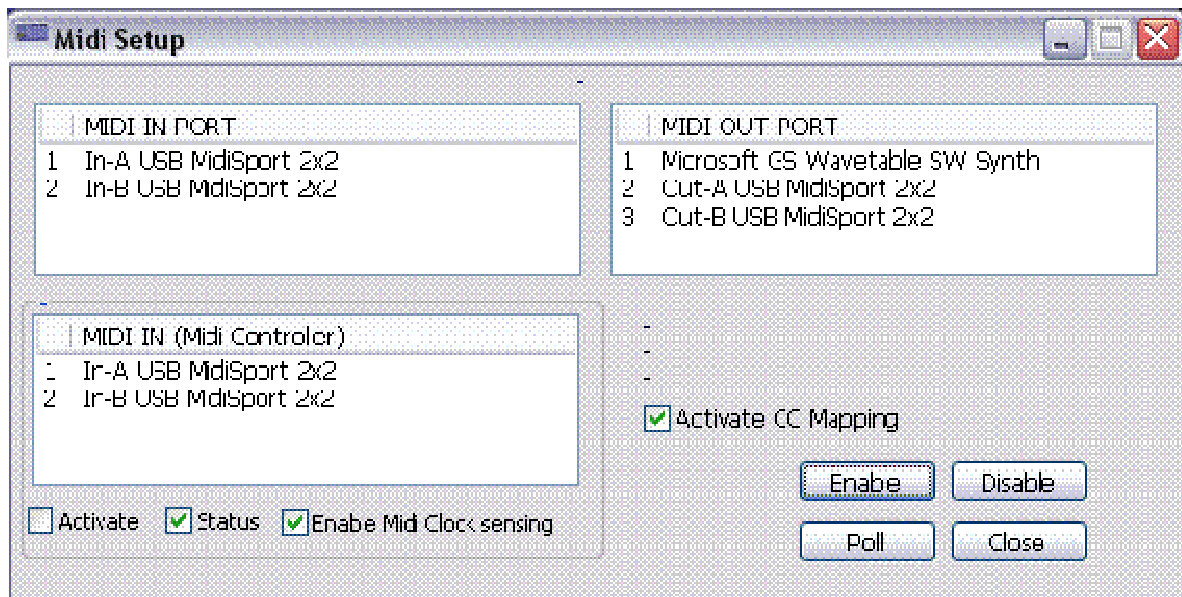 Midi Setup
MIDI IN PORT
1 In-A USB MidiSport 2x2
2 In-B USB MidiSport 2x2
MIDI OUT PORT
1 Microsoft GS Wavetable SW Synth
2 Out-A USB MidiSport 2x2
3 Out-B USB MidiSport 2x2
MIDI IN (Midi Controler)
1 In-A USB MidiSport 2x2
2 In-B USB MidiSport 2x2
Activate Status Enable Midi Clock sensing
Activate CC Mapping
Enable Disable
Poll Close